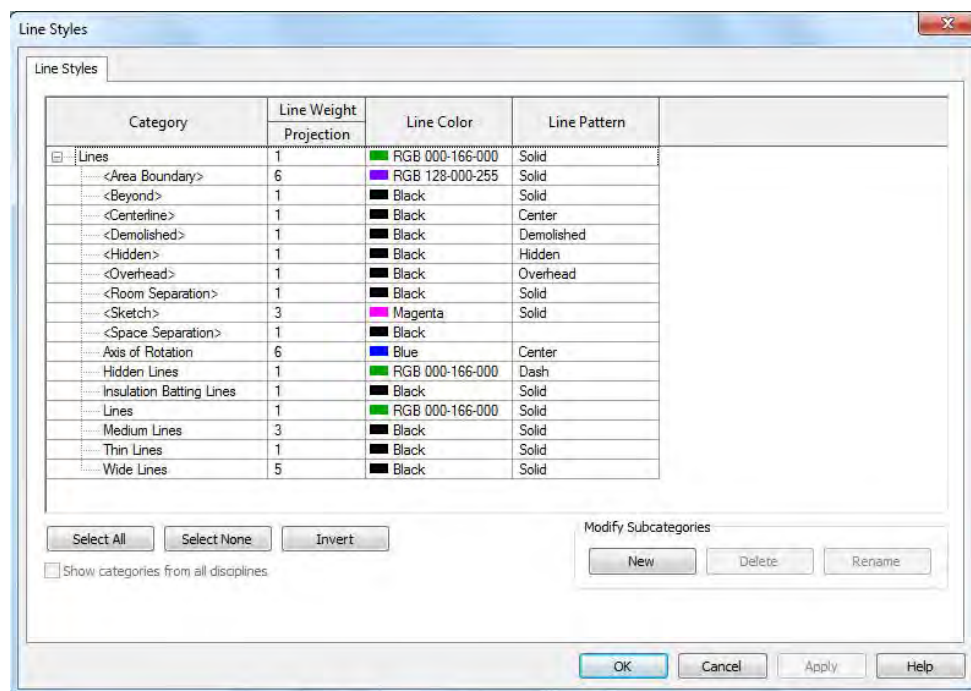 Line Styles
Line Styles
Category Line Weight Line Color Line Pattern
Projection
Lines 1 RGB 000-166-000 Solid
<Area Boundary> 6 RGB 128-000-255 Solid
<Beyond> 1 Black Solid
<Centerline> 1 Black Center
<Demolished> 1 Black Demolished
<Hidden> 1 Black Hidden
<Overhead> 1 Black Overhead
<Room Separation> 1 Black Solid
<Sketch> 3 Magenta Solid
<Space Separation> 1 Black
Axis of Rotation 6 Blue Center
Hidden Lines 1 RGB 000-166-000 Dash
Insulation Batting Lines 1 Black Solid
Lines 1 RGB 000-166-000 Solid
Medium Lines 3 Black Solid
Thin Lines 1 Black Solid
Wide Lines 5 Black Solid
Select All Select None Invert
Show categories from all disciplines
Modify Subcategories
New Delete Rename
OK Cancel Apply Help